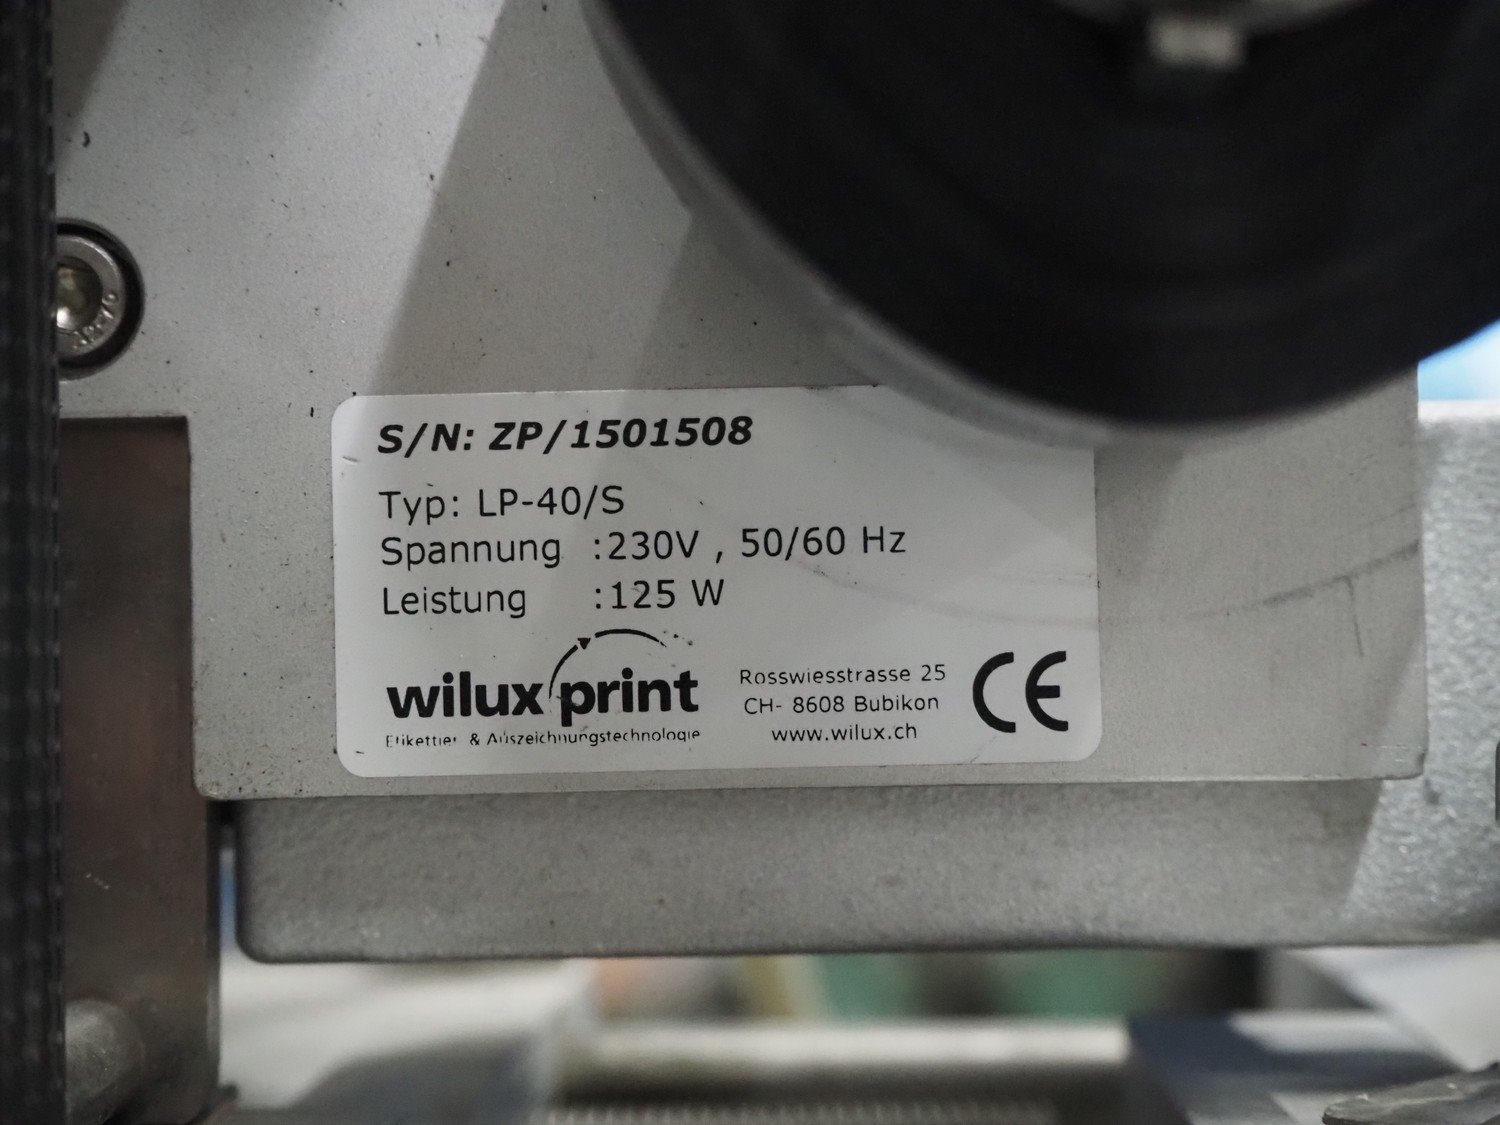 S/N: ZP/1501508
Typ: LP-40/S
Spannung :230V , 50/60 Hz
Leistung :125 W
wilux print
Etikettier & Auszeichnungstechnologie
Rosswiesstrasse 25
CH- 8608 Bubikon
www.wilux.ch
CE